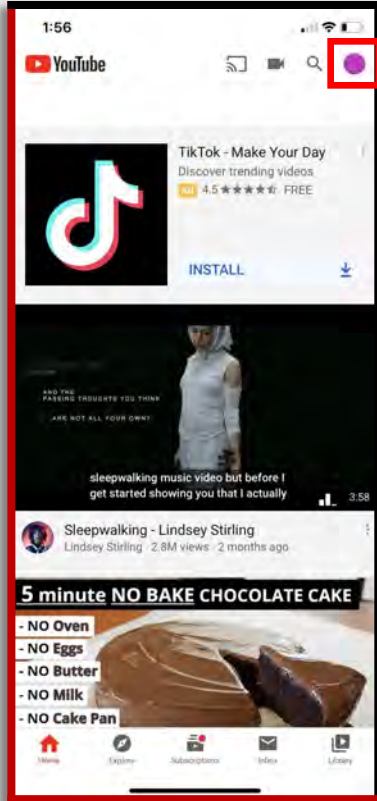 1:56
YouTube
TikTok - Make Your Day
Discover trending videos
Ad 4.5 ★★★★★ FREE
INSTALL
AND THE
PASSING THOUGHTS YOU THINK
ARE NOT ALL YOUR OWN?
sleepwalking music video but before I
get started showing you that I actually
3:58
Sleepwalking - Lindsey Stirling
Lindsey Stirling · 2.8M views · 2 months ago
5 minute NO BAKE CHOCOLATE CAKE
- NO Oven
- NO Eggs
- NO Butter
- NO Milk
- NO Cake Pan
Home Explore Subscriptions Inbox Library